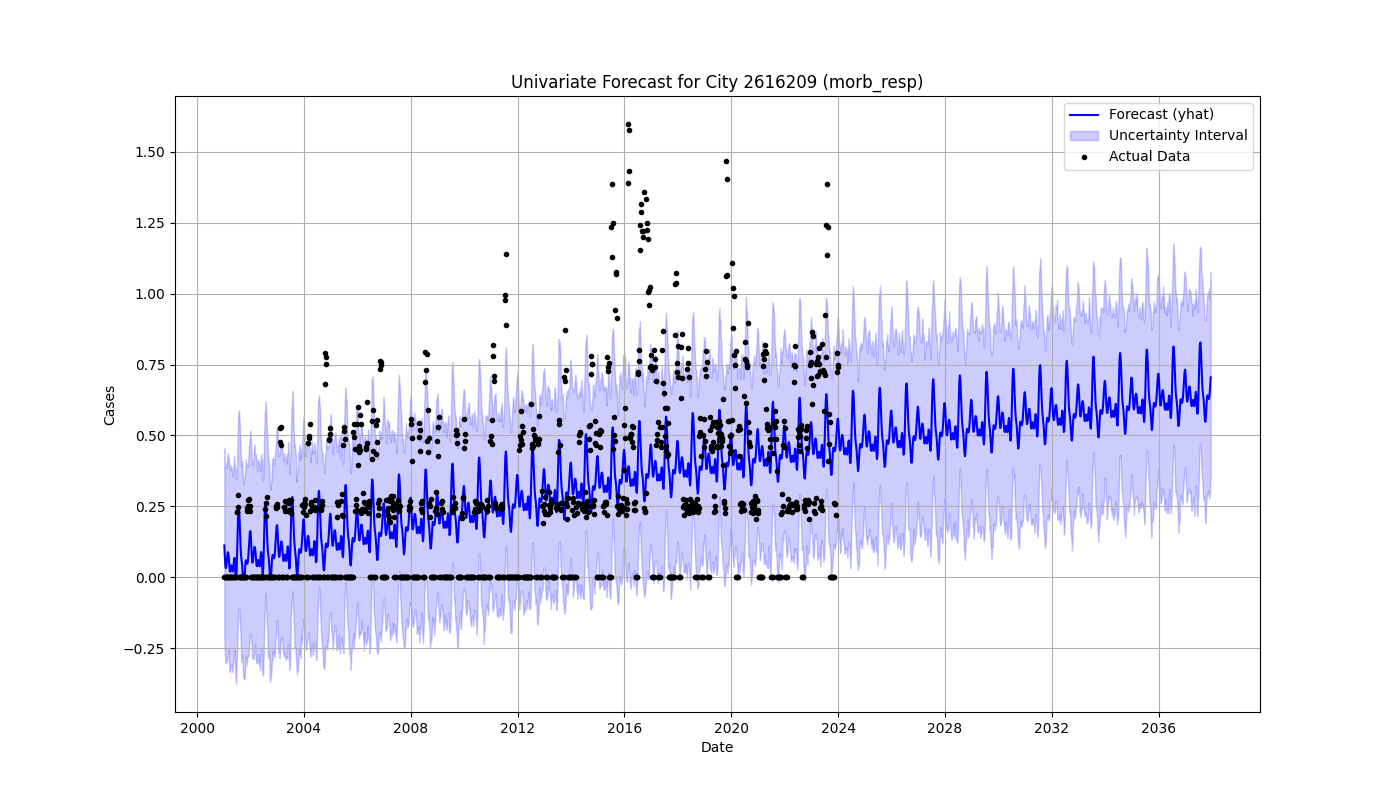 Univariate Forecast for City 2616209 (morb_resp)
Forecast (yhat)
Uncertainty Interval
Actual Data
1.50
1.25
1.00
0.75
0.50
0.25
0.00
−0.25
Cases
2000 2004 2008 2012 2016 2020 2024 2028 2032 2036
Date